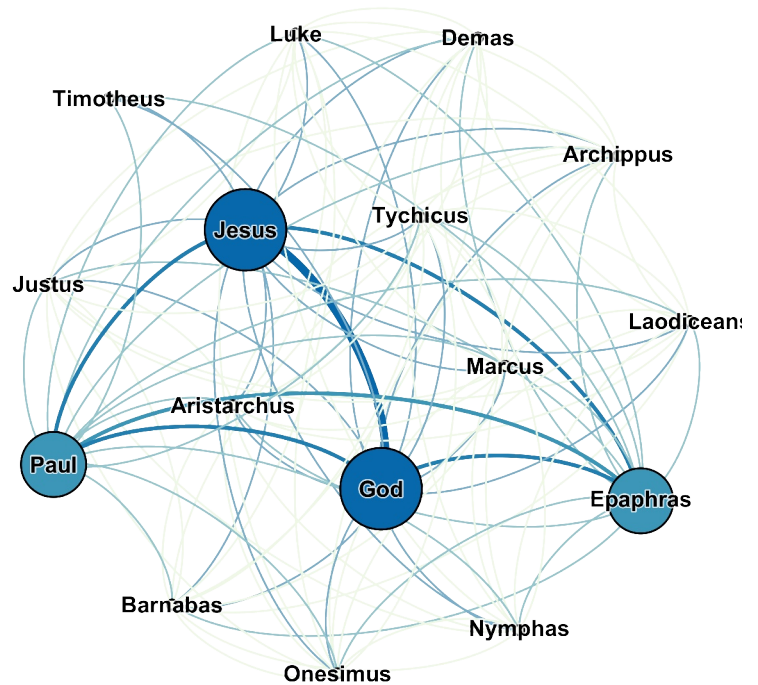 Luke
Demas
Timotheus
Archippus
Tychicus
Jesus
Justus
Laodiceans
Marcus
Aristarchus
Paul
God
Epaphras
Barnabas
Nymphas
Onesimus